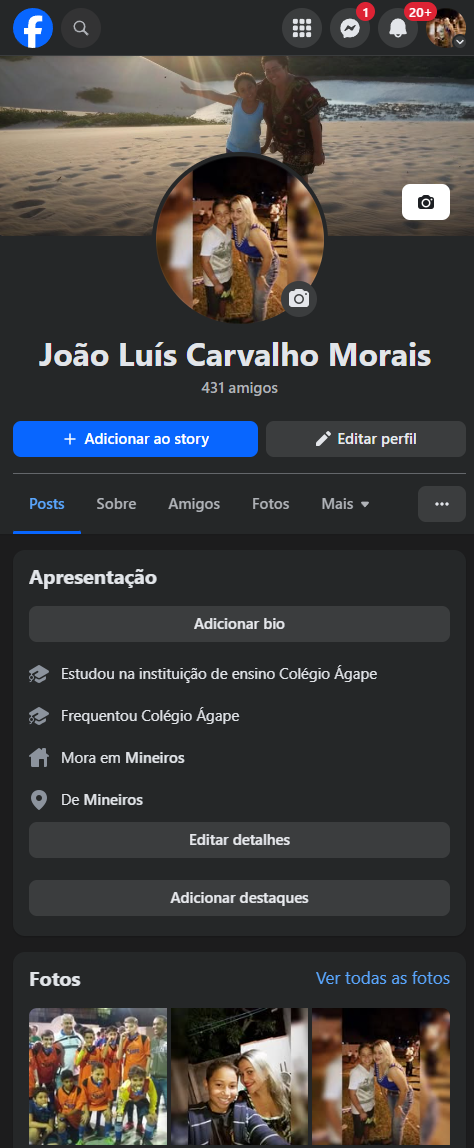 1
20+
João Luís Carvalho Morais
431 amigos
+ Adicionar ao story
Editar perfil
Posts
Sobre
Amigos
Fotos
Mais
Apresentação
Adicionar bio
Estudou na instituição de ensino Colégio Ágape
Frequentou Colégio Ágape
Mora em Mineiros
De Mineiros
Editar detalhes
Adicionar destaques
Fotos
Ver todas as fotos